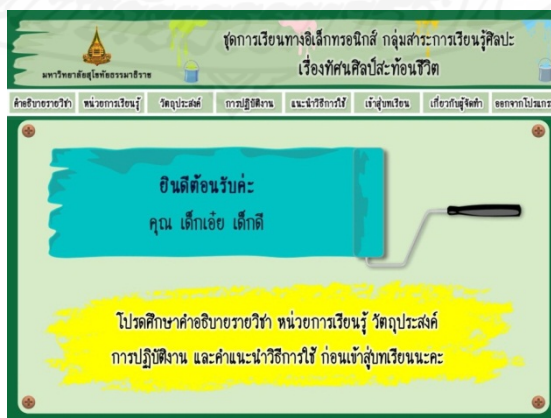 ชุดการเรียนทางอิเล็กทรอนิกส์ กลุ่มสาระการเรียนรู้ศิลปะ
เรื่องทัศนศิลป์สะท้อนชีวิต
มหาวิทยาลัยสุโขทัยธรรมาธิราช
คำอธิบายรายวิชา หน่วยการเรียนรู้ วัตถุประสงค์ การปฏิบัติงาน แนะนำวิธีการใช้ เข้าสู่บทเรียน เกี่ยวกับผู้จัดทำ ออกจากโปรแกร
ยินดีต้อนรับค่ะ
คุณ เด็กเอ๋ย เด็กดี
โปรดศึกษาคำอธิบายรายวิชา หน่วยการเรียนรู้ วัตถุประสงค์
การปฏิบัติงาน และคำแนะนำวิธีการใช้ ก่อนเข้าสู่บทเรียนนะคะ